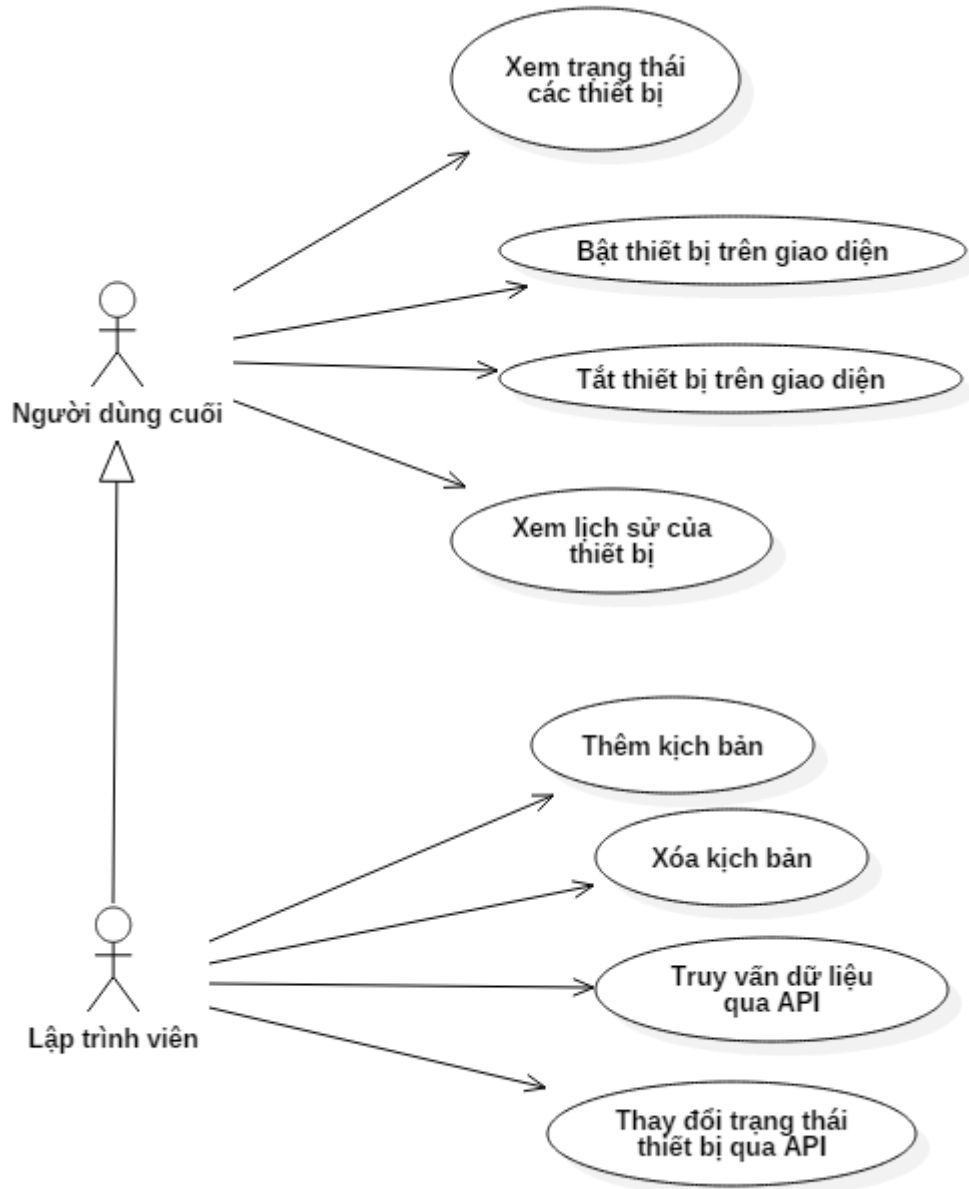 Xem trạng thái
các thiết bị
Bật thiết bị trên giao diện
Tắt thiết bị trên giao diện
Người dùng cuối
Xem lịch sử của
thiết bị
Thêm kịch bản
Xóa kịch bản
Truy vấn dữ liệu
qua API
Lập trình viên
Thay đổi trạng thái
thiết bị qua API